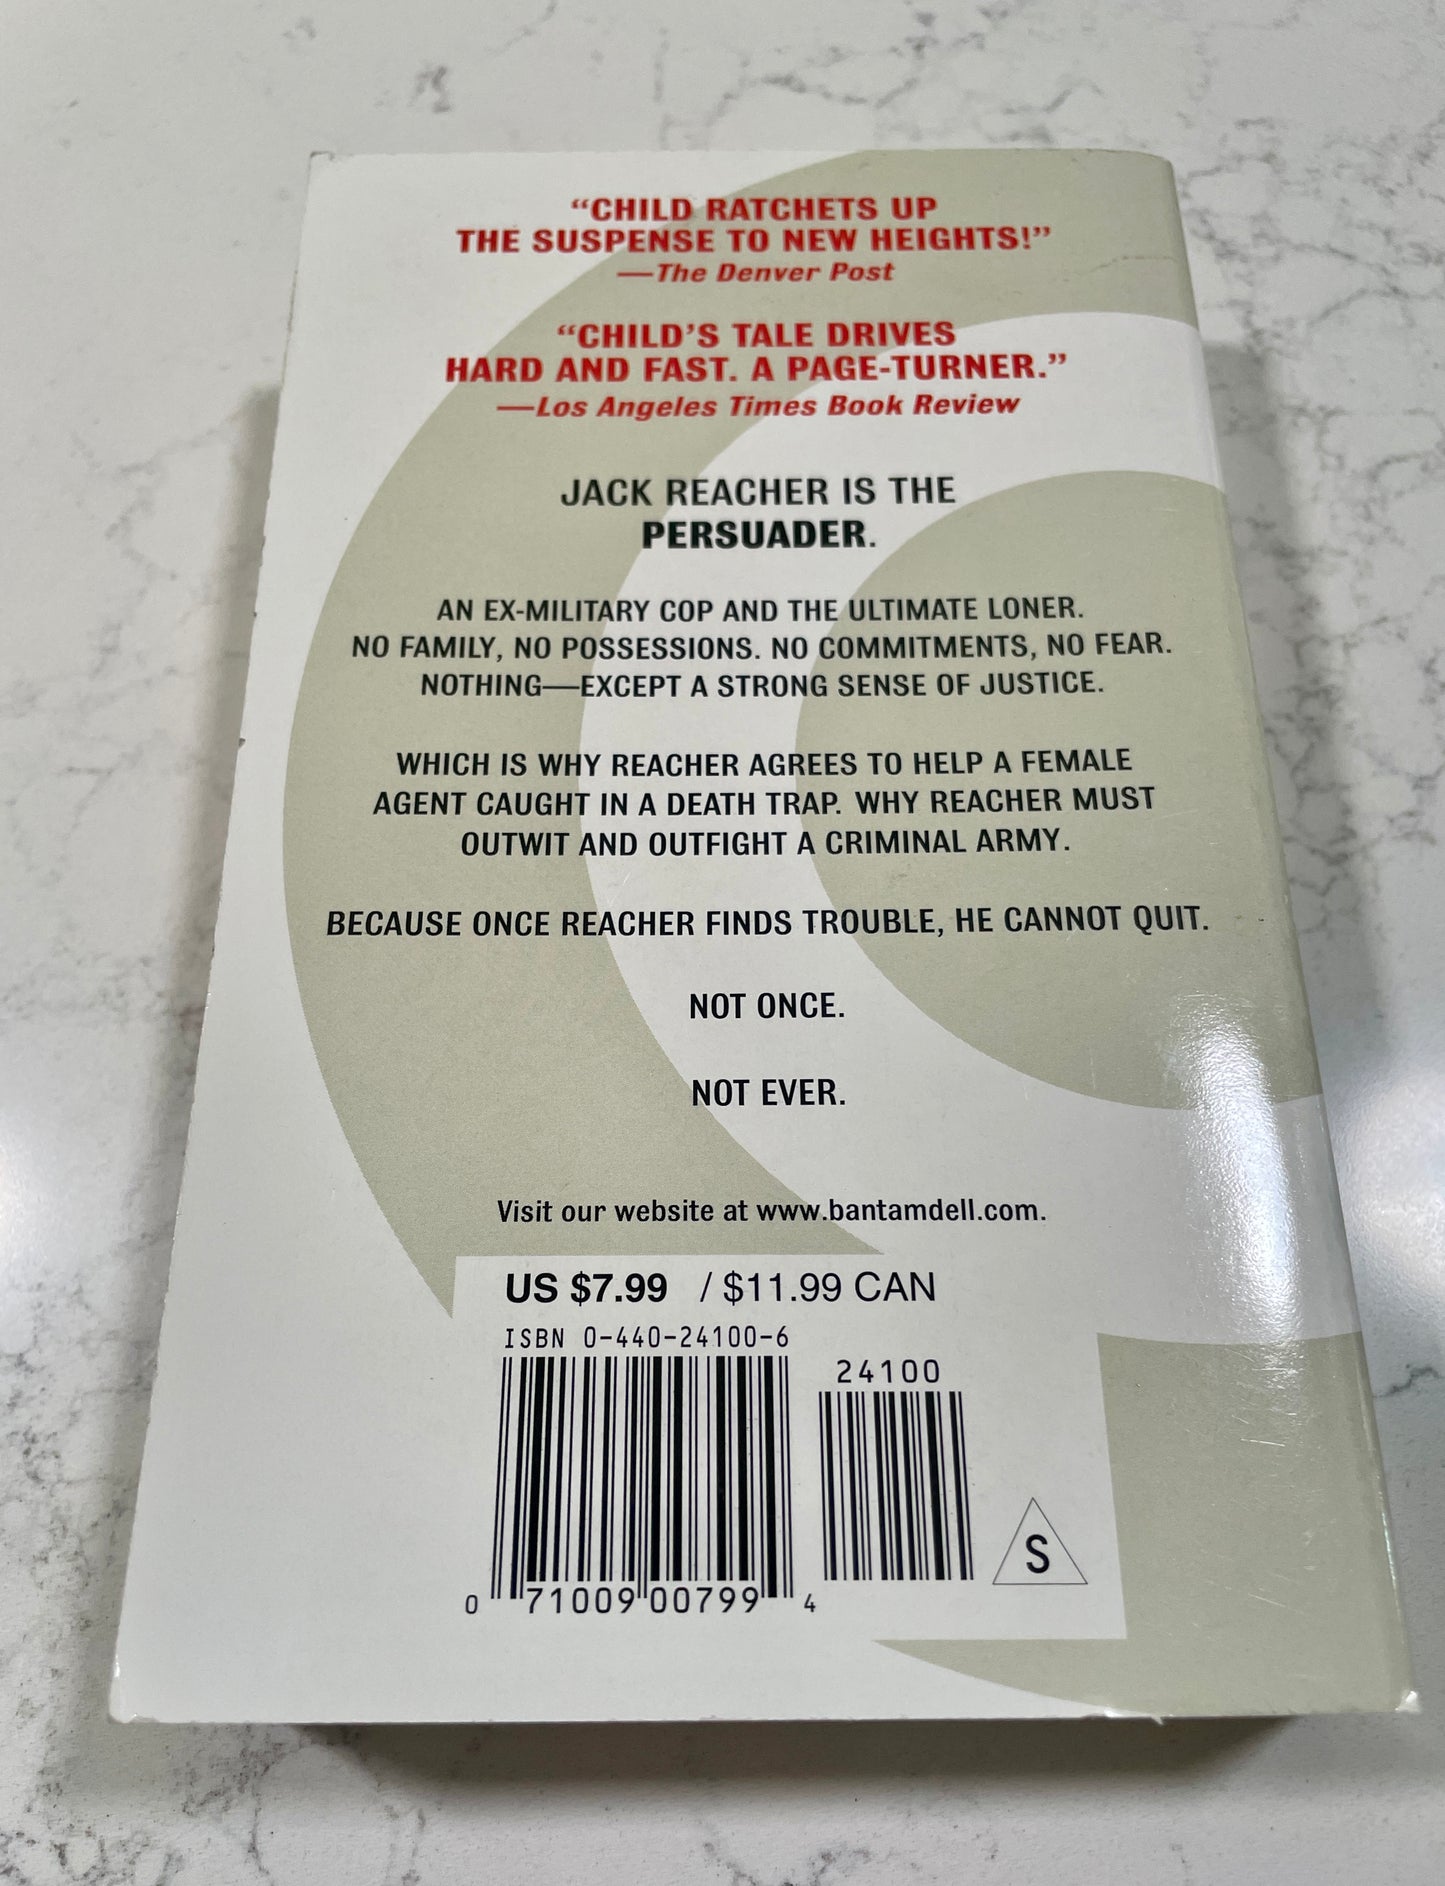 “CHILD RATCHETS UP
THE SUSPENSE TO NEW HEIGHTS!”
—The Denver Post
“CHILD’S TALE DRIVES
HARD AND FAST. A PAGE-TURNER.”
—Los Angeles Times Book Review
JACK REACHER IS THE
PERSUADER.
AN EX-MILITARY COP AND THE ULTIMATE LONER.
NO FAMILY, NO POSSESSIONS. NO COMMITMENTS, NO FEAR.
NOTHING—EXCEPT A STRONG SENSE OF JUSTICE.
WHICH IS WHY REACHER AGREES TO HELP A FEMALE
AGENT CAUGHT IN A DEATH TRAP. WHY REACHER MUST
OUTWIT AND OUTFIGHT A CRIMINAL ARMY.
BECAUSE ONCE REACHER FINDS TROUBLE, HE CANNOT QUIT.
NOT ONCE.
NOT EVER.
Visit our website at www.bantamdell.com.
US $7.99 / $11.99 CAN
ISBN 0-440-24100-6
24100
S
0 71009 00799 4